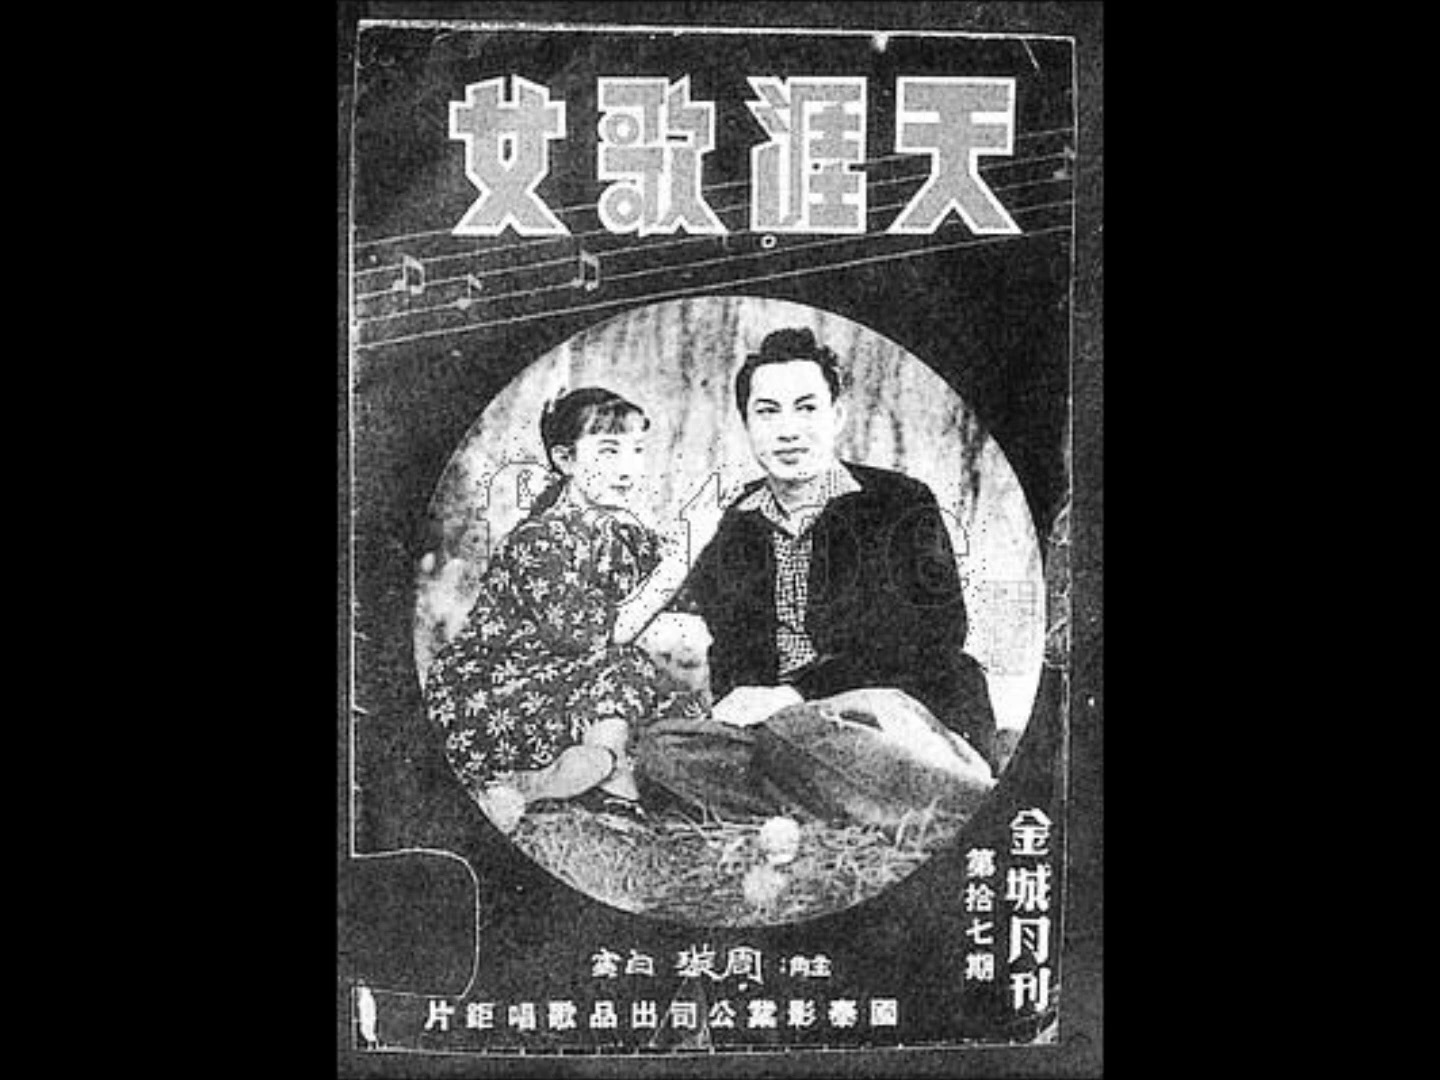 天涯歌女
金城月刊
第拾七期
主角：周璇 白雲
國泰影業公司出品歌唱鉅片